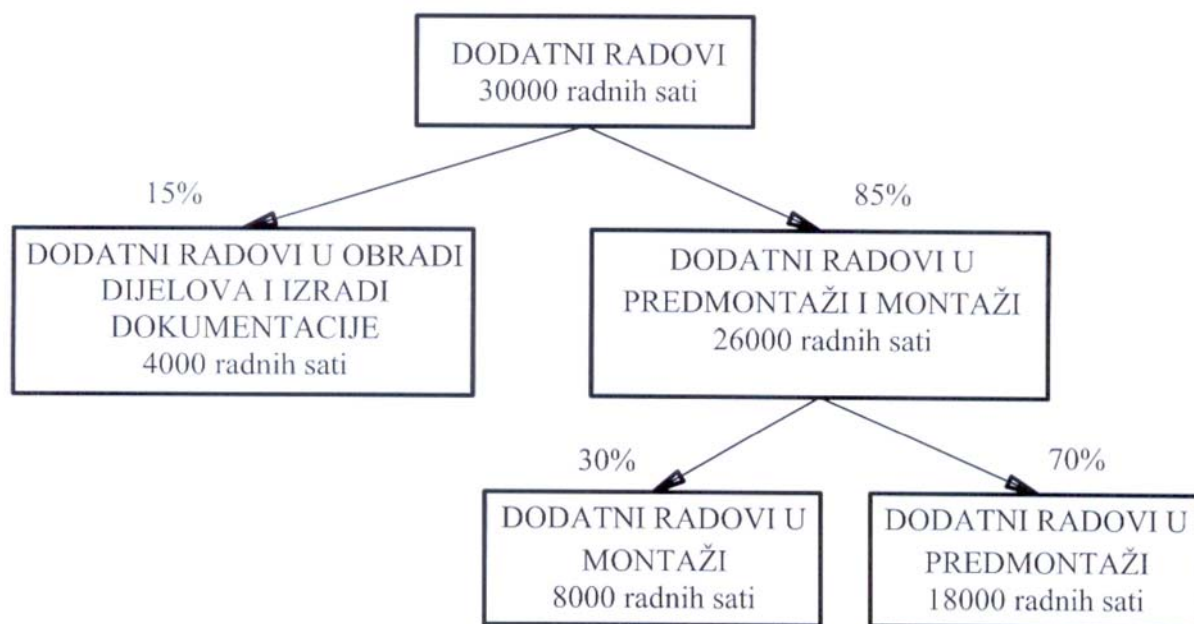 DODATNI RADOVI
30000 radnih sati
15%
85%
DODATNI RADOVI U OBRADI
DIJELOVA I IZRADI
DOKUMENTACIJE
4000 radnih sati
DODATNI RADOVI U
PREDMONTAŽI I MONTAŽI
26000 radnih sati
30%
70%
DODATNI RADOVI U
MONTAŽI
8000 radnih sati
DODATNI RADOVI U
PREDMONTAŽI
18000 radnih sati